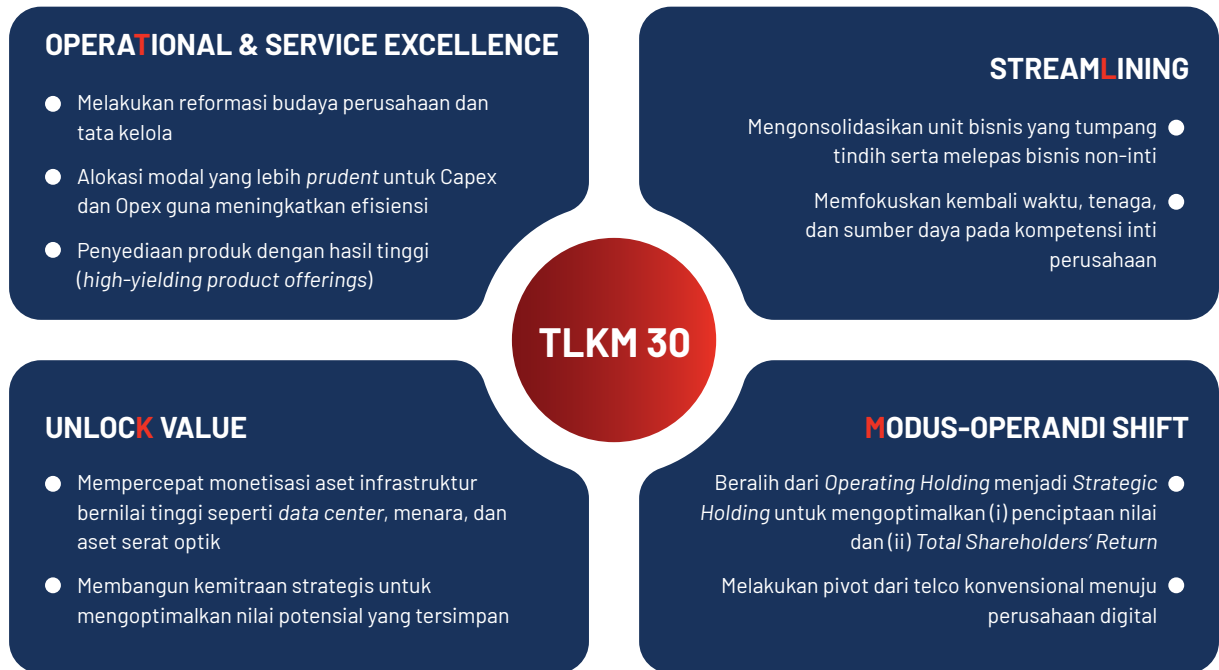 OPERATIONAL & SERVICE EXCELLENCE
Melakukan reformasi budaya perusahaan dan
tata kelola
Alokasi modal yang lebih prudent untuk Capex
dan Opex guna meningkatkan efisiensi
Penyediaan produk dengan hasil tinggi
(high-yielding product offerings)
STREAMLINING
Mengonsolidasikan unit bisnis yang tumpang
tindih serta melepas bisnis non-inti
Memfokuskan kembali waktu, tenaga,
dan sumber daya pada kompetensi inti
perusahaan
TLKM 30
UNLOCK VALUE
Mempercepat monetisasi aset infrastruktur
bernilai tinggi seperti data center, menara, dan
aset serat optik
Membangun kemitraan strategis untuk
mengoptimalkan nilai potensial yang tersimpan
MODUS-OPERANDI SHIFT
Beralih dari Operating Holding menjadi Strategic
Holding untuk mengoptimalkan (i) penciptaan nilai
dan (ii) Total Shareholders’ Return
Melakukan pivot dari telco konvensional menuju
perusahaan digital